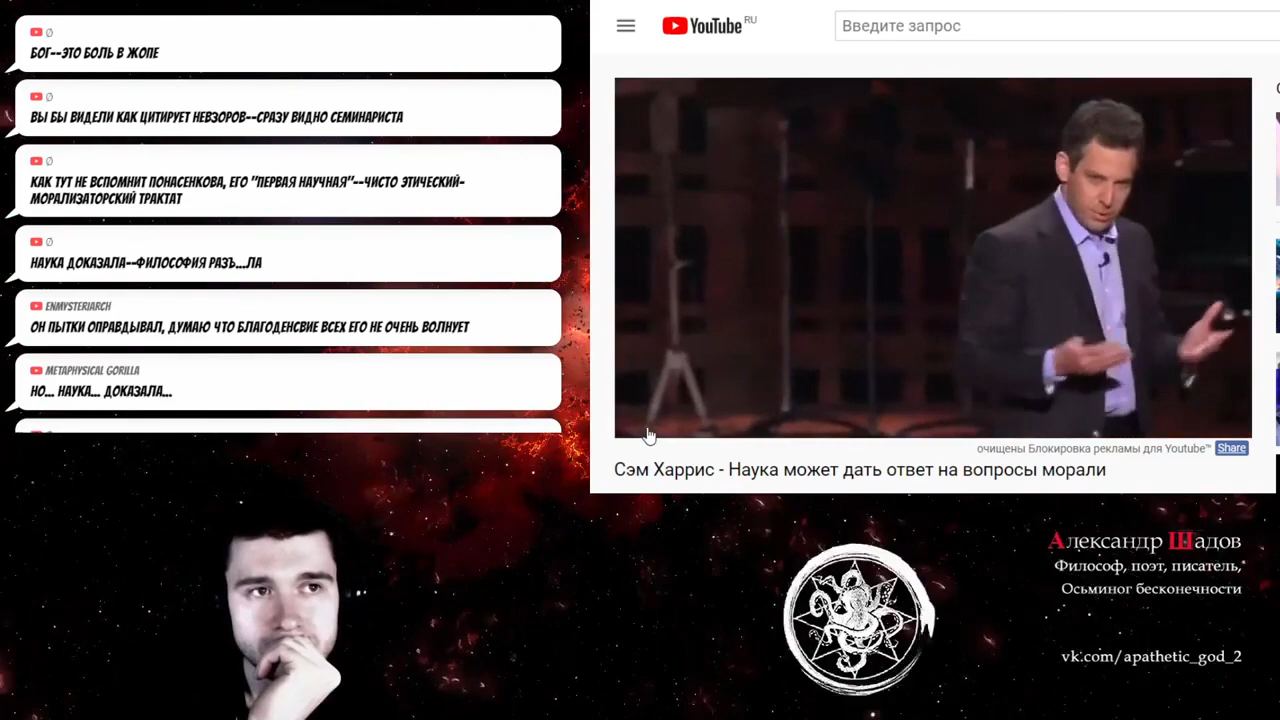 Ø
БОГ--ЭТО БОЛЬ В ЖОПЕ
Ø
ВЫ БЫ ВИДЕЛИ КАК ЦИТИРУЕТ НЕВЗОРОВ--СРАЗУ ВИДНО СЕМИНАРИСТА
Ø
КАК ТУТ НЕ ВСПОМНИТ ПОНАСЕНКОВА, ЕГО "ПЕРВАЯ НАУЧНАЯ"--ЧИСТО ЭТИЧЕСКИЙ-
МОРАЛИЗАТОРСКИЙ ТРАКТАТ
Ø
НАУКА ДОКАЗАЛА--ФИЛОСОФИЯ РАЗЪ...ЛА
ENMYSTERIARCH
ОН ПЫТКИ ОПРАВДЫВАЛ, ДУМАЮ ЧТО БЛАГОДЕНСВИЕ ВСЕХ ЕГО НЕ ОЧЕНЬ ВОЛНУЕТ
METAPHYSICAL GORILLA
НО... НАУКА... ДОКАЗАЛА...
YouTube RU
Введите запрос
очищены Блокировка рекламы для Youtube™ Share
Сэм Харрис - Наука может дать ответ на вопросы морали
Александр Шадов
Философ, поэт, писатель,
Осьминог бесконечности
vk.com/apathetic_god_2